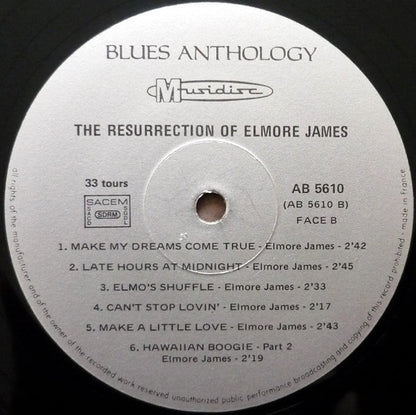 BLUES ANTHOLOGY
Musidisc
THE RESURRECTION OF ELMORE JAMES
33 tours
AB 5610
(AB 5610 B)
FACE B
SACEM
SACD
SDRM
SGDL
1. MAKE MY DREAMS COME TRUE - Elmore James - 2'42
2. LATE HOURS AT MIDNIGHT - Elmore James - 2'45
3. ELMO'S SHUFFLE - Elmore James - 2'33
4. CAN'T STOP LOVIN' - Elmore James - 2'17
5. MAKE A LITTLE LOVE - Elmore James - 2'43
6. HAWAIIAN BOOGIE - Part 2
Elmore James - 2'19
all rights of the manufacturer and of the owner of the recorded work reserved unauthorized public performance broadcasting and copying of this record prohibited - made in France